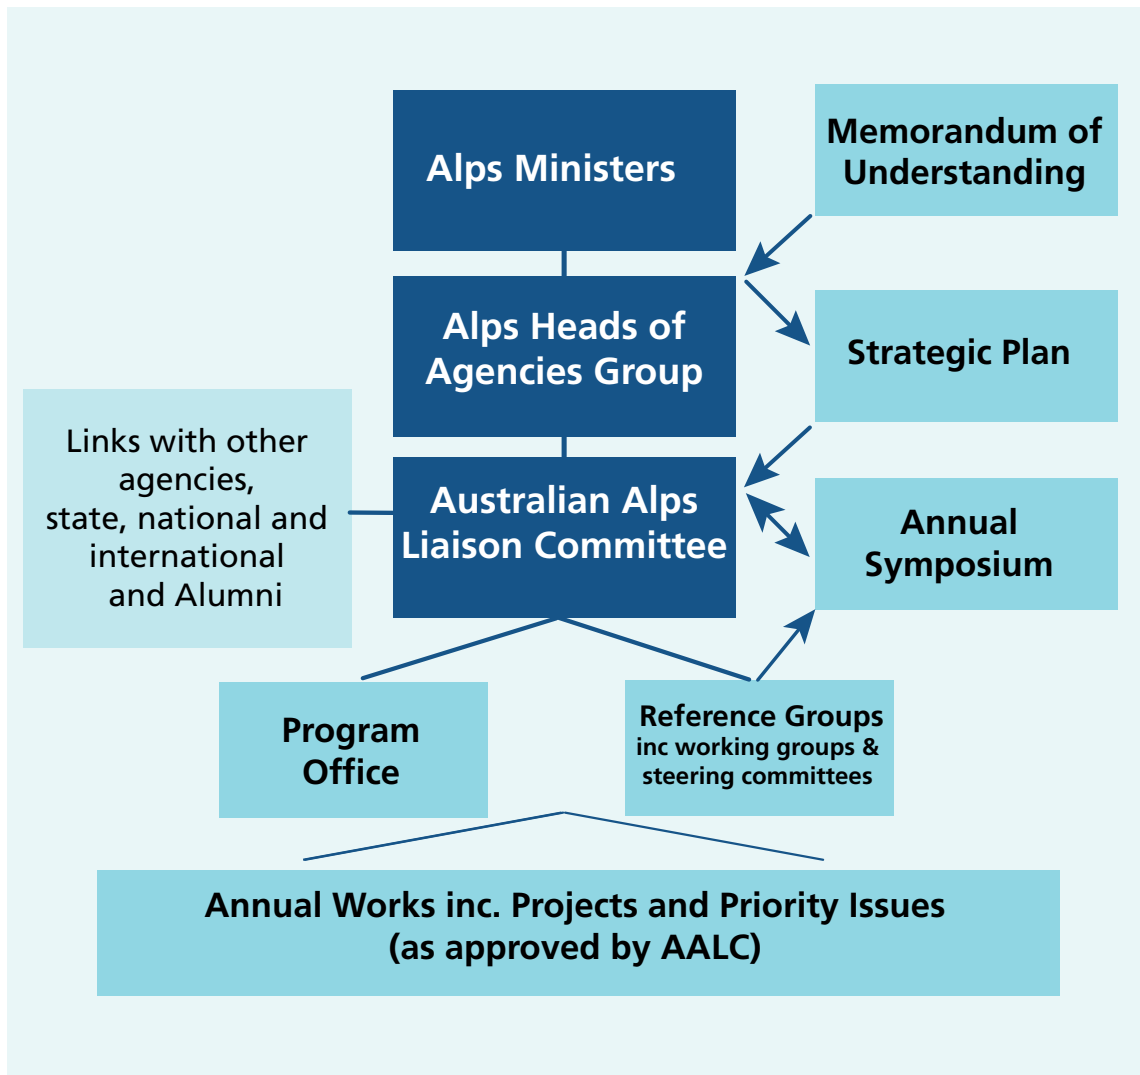 Alps Ministers
Memorandum of
Understanding
Alps Heads of
Agencies Group
Strategic Plan
Links with other
agencies,
state, national and
international
and Alumni
Australian Alps
Liaison Committee
Annual
Symposium
Program
Office
Reference Groups
inc working groups &
steering committees
Annual Works inc. Projects and Priority Issues
(as approved by AALC)